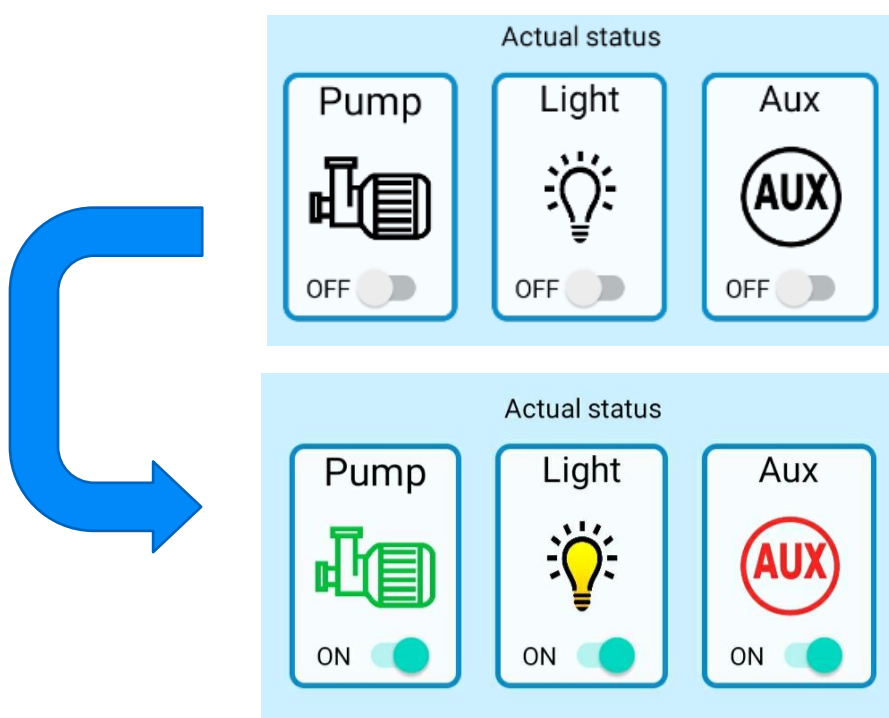 Actual status
Pump Light Aux
AUX
OFF OFF OFF
Actual status
Pump Light Aux
AUX
ON ON ON